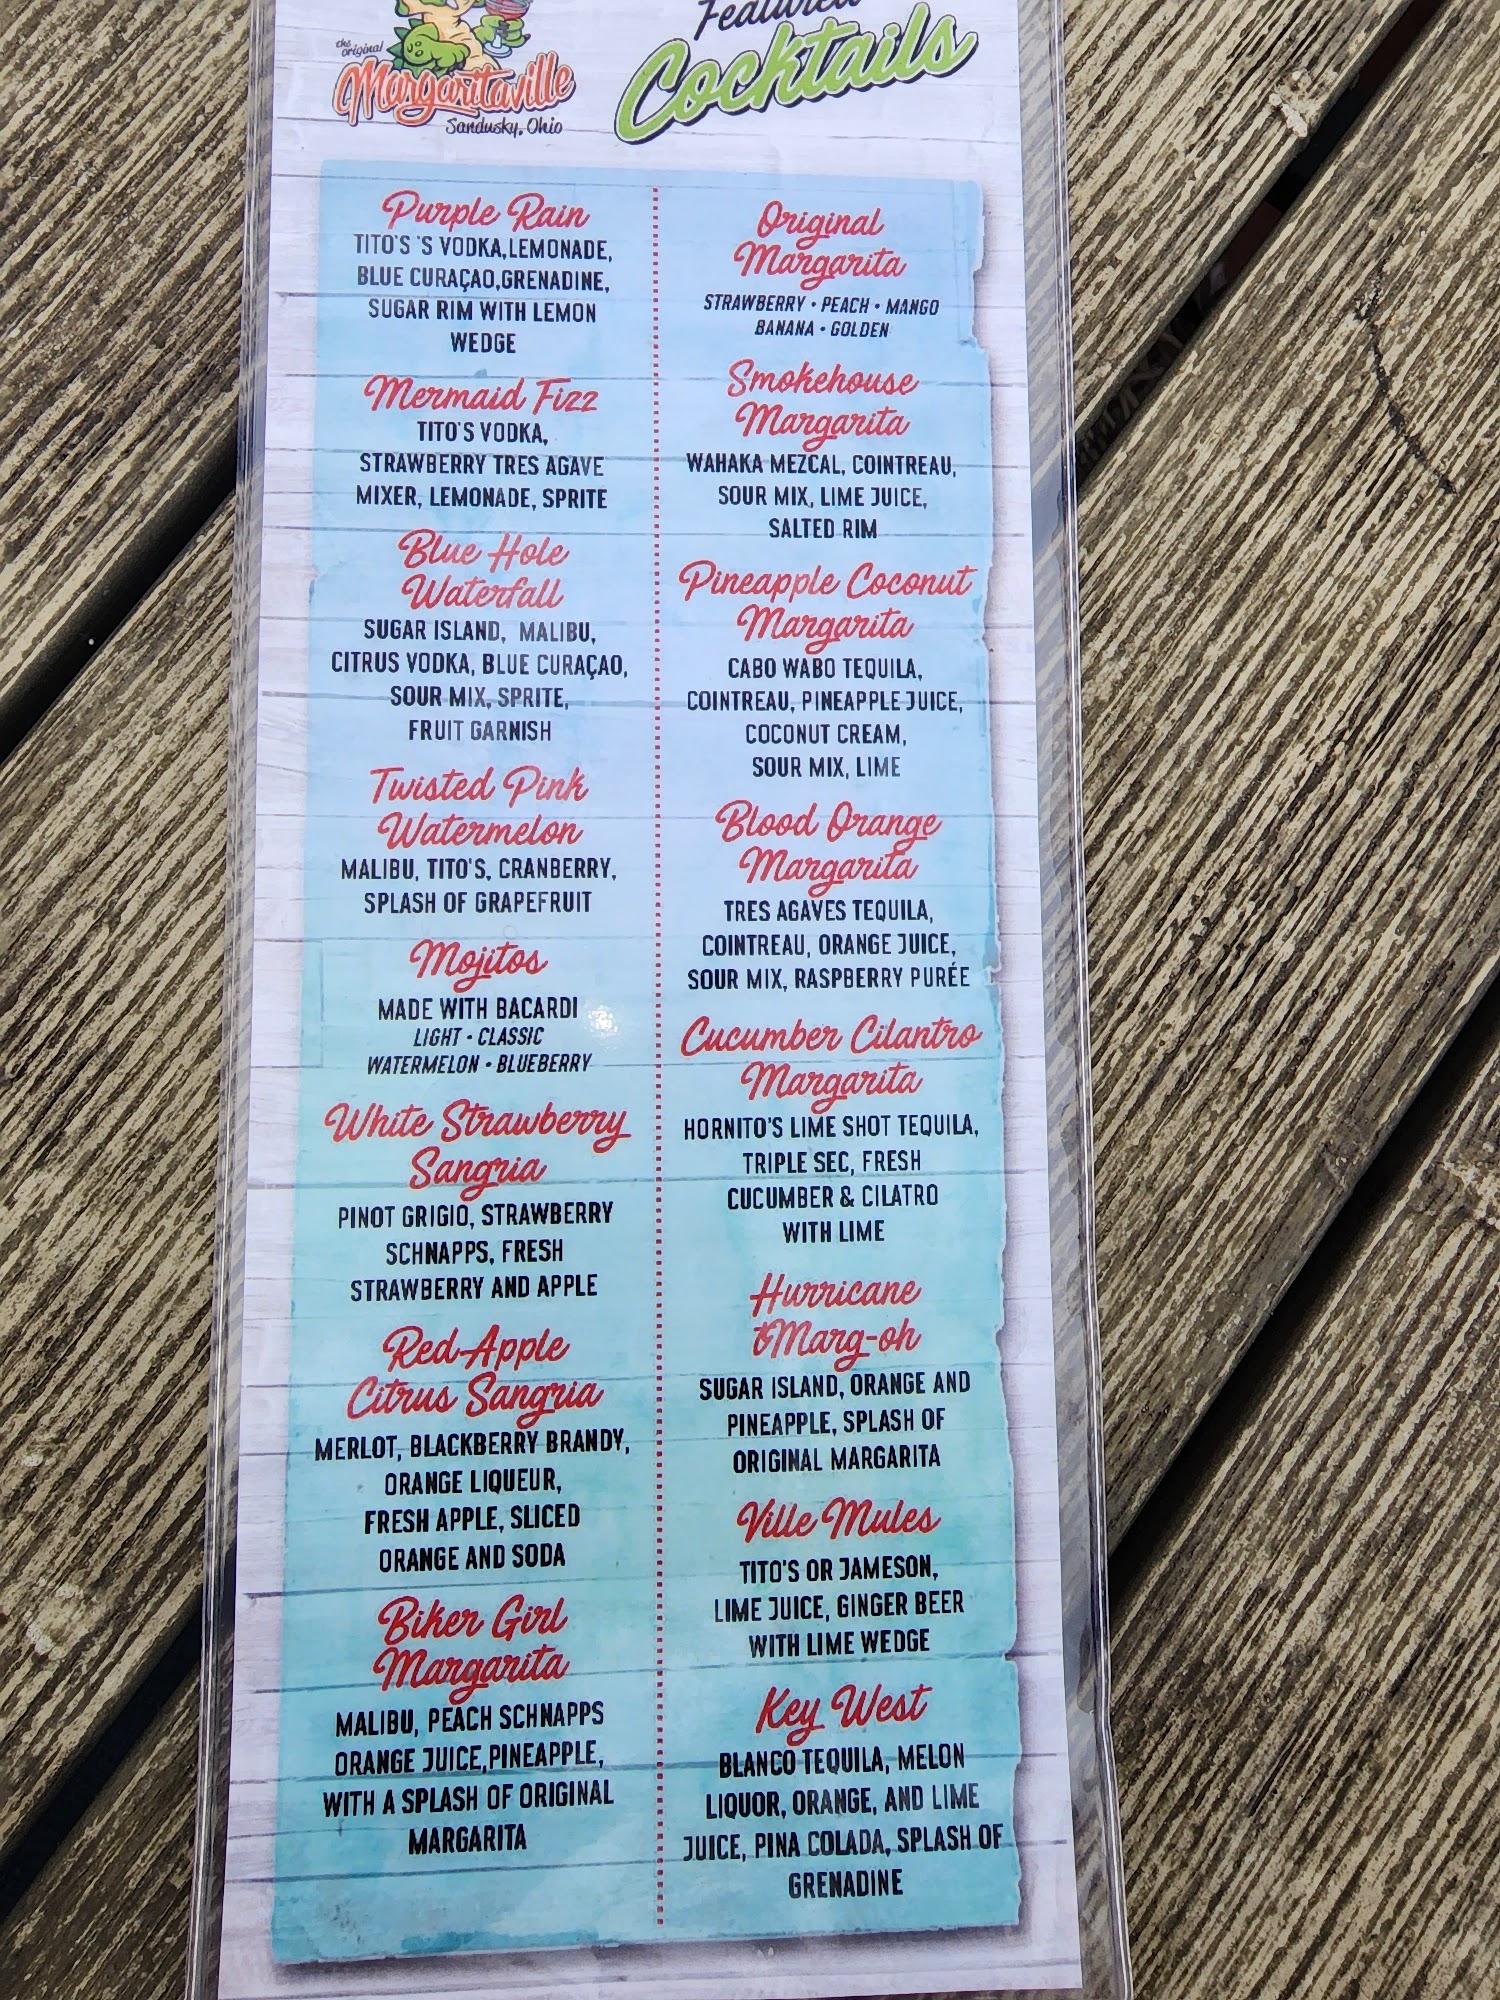 the
original
Margaritaville
Sandusky, Ohio
Featured
Cocktails
Purple Rain
TITO'S 'S VODKA,LEMONADE,
BLUE CURAÇAO,GRENADINE,
SUGAR RIM WITH LEMON
WEDGE
Mermaid Fizz
TITO'S VODKA,
STRAWBERRY TRES AGAVE
MIXER, LEMONADE, SPRITE
Blue Hole
Waterfall
SUGAR ISLAND, MALIBU,
CITRUS VODKA, BLUE CURAÇAO,
SOUR MIX, SPRITE,
FRUIT GARNISH
Twisted Pink
Watermelon
MALIBU, TITO'S, CRANBERRY,
SPLASH OF GRAPEFRUIT
Mojitos
MADE WITH BACARDI
LIGHT • CLASSIC
WATERMELON • BLUEBERRY
White Strawberry
Sangria
PINOT GRIGIO, STRAWBERRY
SCHNAPPS, FRESH
STRAWBERRY AND APPLE
Red-Apple
Citrus Sangria
MERLOT, BLACKBERRY BRANDY,
ORANGE LIQUEUR,
FRESH APPLE, SLICED
ORANGE AND SODA
Biker Girl
Margarita
MALIBU, PEACH SCHNAPPS
ORANGE JUICE,PINEAPPLE,
WITH A SPLASH OF ORIGINAL
MARGARITA
Original
Margarita
STRAWBERRY • PEACH • MANGO
BANANA • GOLDEN
Smokehouse
Margarita
WAHAKA MEZCAL, COINTREAU,
SOUR MIX, LIME JUICE,
SALTED RIM
Pineapple Coconut
Margarita
CABO WABO TEQUILA,
COINTREAU, PINEAPPLE JUICE,
COCONUT CREAM,
SOUR MIX, LIME
Blood Orange
Margarita
TRES AGAVES TEQUILA,
COINTREAU, ORANGE JUICE,
SOUR MIX, RASPBERRY PURÉE
Cucumber Cilantro
Margarita
HORNITO'S LIME SHOT TEQUILA,
TRIPLE SEC, FRESH
CUCUMBER & CILATRO
WITH LIME
Hurricane
oMarg-oh
SUGAR ISLAND, ORANGE AND
PINEAPPLE, SPLASH OF
ORIGINAL MARGARITA
Ville Mules
TITO'S OR JAMESON,
LIME JUICE, GINGER BEER
WITH LIME WEDGE
Key West
BLANCO TEQUILA, MELON
LIQUOR, ORANGE, AND LIME
JUICE, PINA COLADA, SPLASH OF
GRENADINE